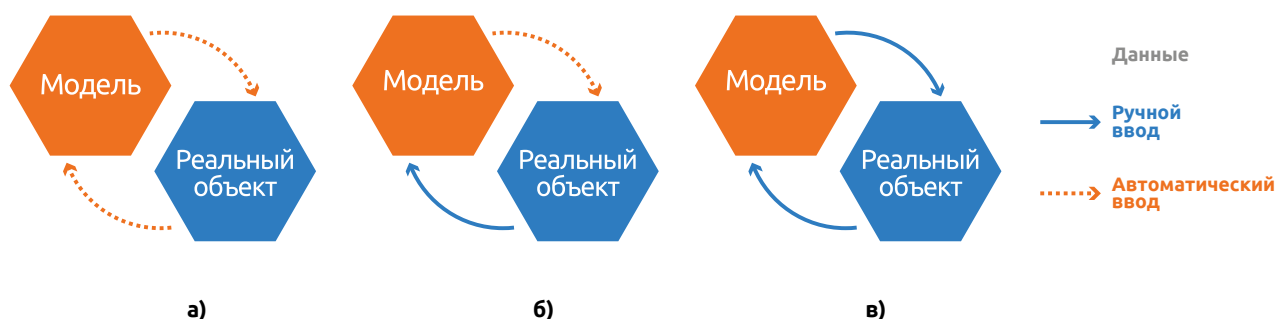 Модель
Реальный
объект
Модель
Реальный
объект
Модель
Реальный
объект
Данные
Ручной
ввод
Автоматический
ввод
а)
б)
в)